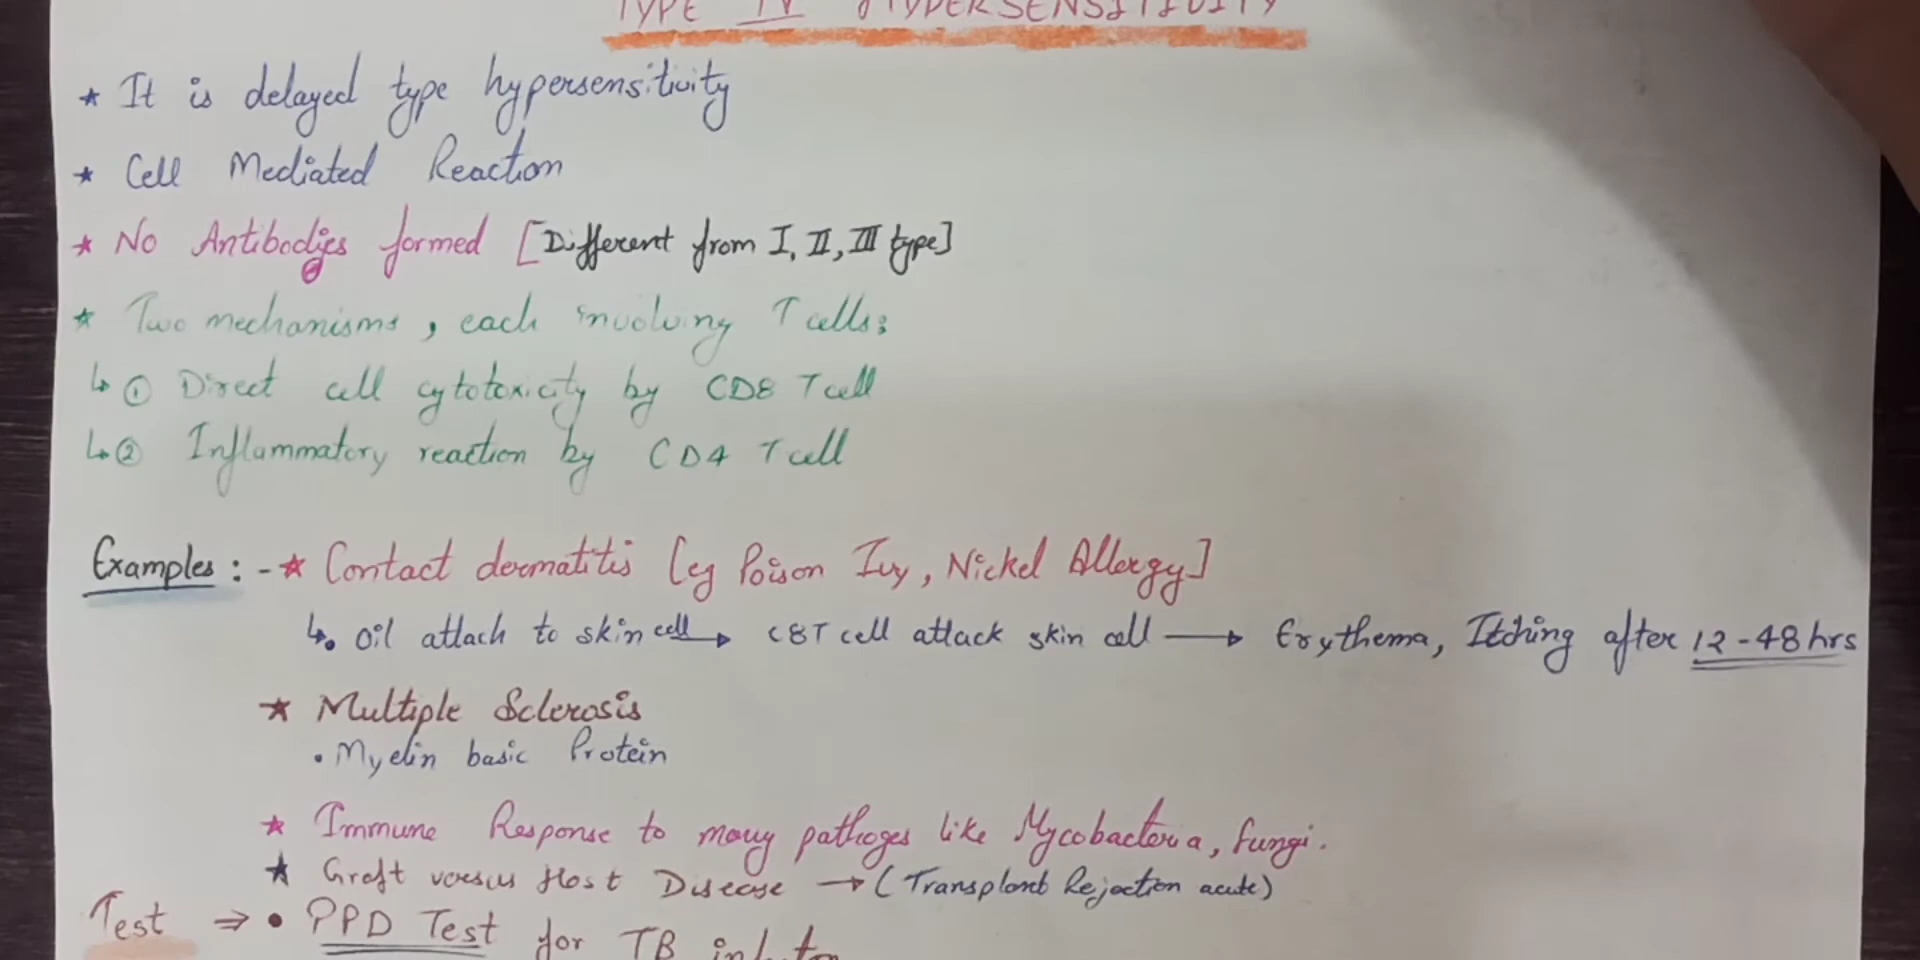 TYPE IV HYPERSENSITIVITY
★ It is delayed type hypersensitivity
★ Cell Mediated Reaction
★ No Antibodies formed [Different from I, II, III type]
★ Two mechanisms, each involving T cells:
↳ ① Direct cell cytotoxicity by CD8 T cell
↳ ② Inflammatory reaction by CD4 T cell
Examples :- ★ Contact dermatitis [eg Poison Ivy, Nickel Allergy]
↳. Oil attach to skin cell → C8T cell attack skin cell → Erythema, Itching after 12-48 hrs
★ Multiple Sclerosis
• Myelin basic Protein
★ Immune Response to many pathoges like Mycobacteria, fungi.
★ Graft versus Host Disease → (Transplant Rejection acute)
Test ⇒ • PPD Test for TB